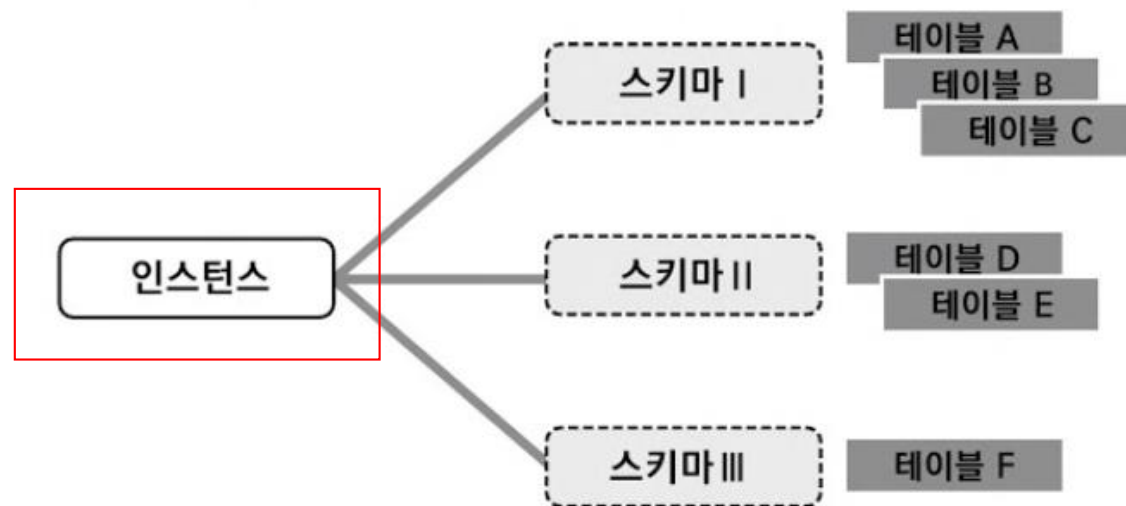 스키마 Ⅰ
테이블 A
테이블 B
테이블 C
인스턴스
스키마 Ⅱ
테이블 D
테이블 E
스키마 Ⅲ
테이블 F